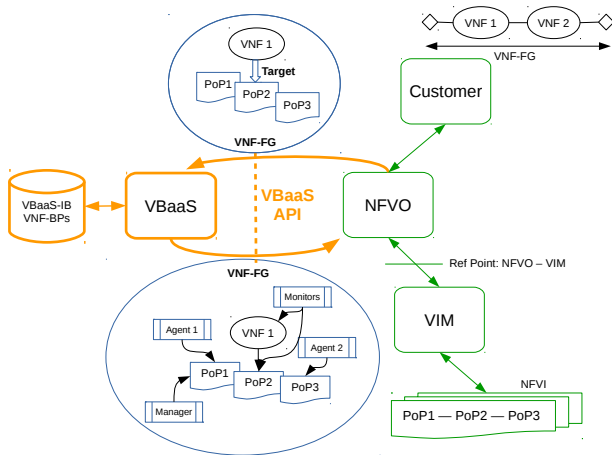 VNF 1
VNF 2
VNF-FG
VNF 1
Target
PoP1
PoP2
PoP3
VNF-FG
Customer
VBaaS-IB
VNF-BPs
VBaaS
VBaaS
API
NFVO
Ref Point: NFVO – VIM
VNF-FG
Monitors
Agent 1
VNF 1
Agent 2
PoP1
PoP2
PoP3
Manager
VIM
NFVI
PoP1 — PoP2 — PoP3